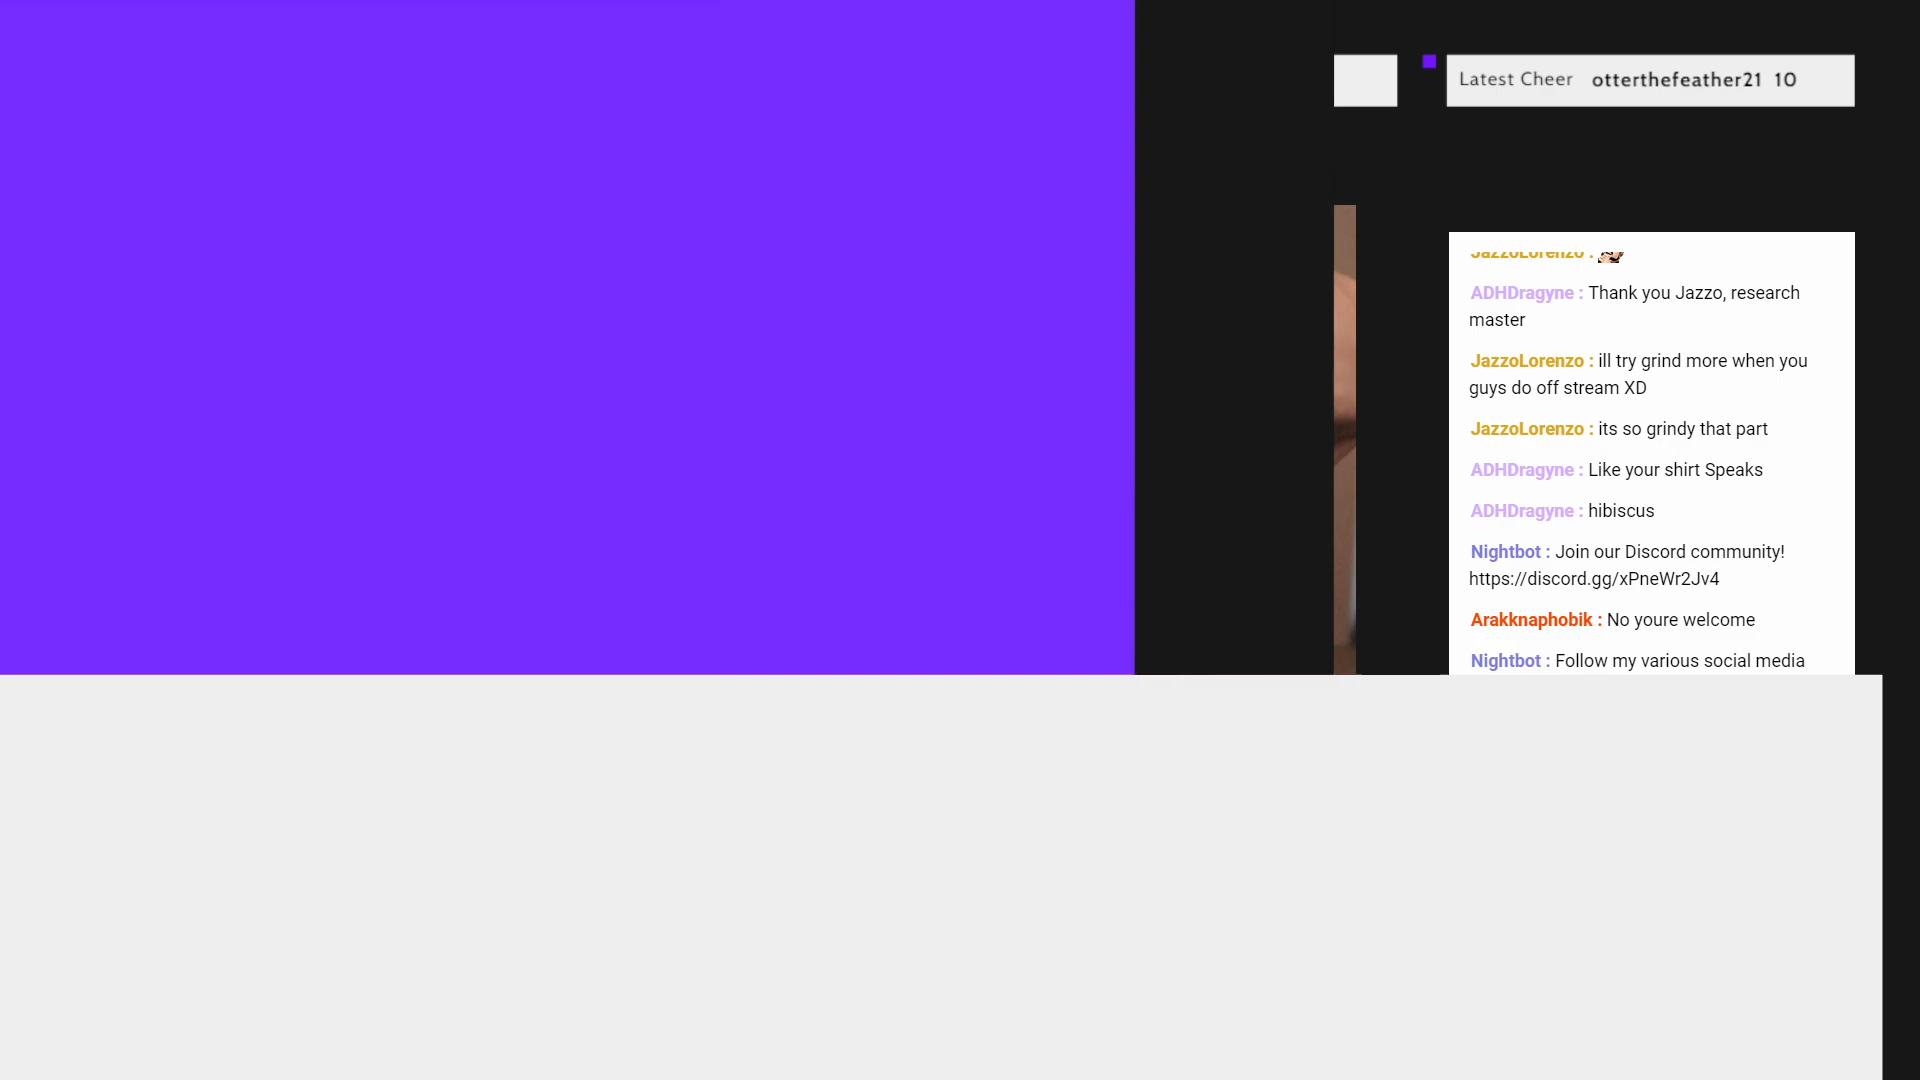 Latest Cheer otterthefeather21 10
JazzoLorenzo :
ADHDragyne : Thank you Jazzo, research
master
JazzoLorenzo : ill try grind more when you
guys do off stream XD
JazzoLorenzo : its so grindy that part
ADHDragyne : Like your shirt Speaks
ADHDragyne : hibiscus
Nightbot : Join our Discord community!
https://discord.gg/xPneWr2Jv4
Arakknaphobik : No youre welcome
Nightbot : Follow my various social media